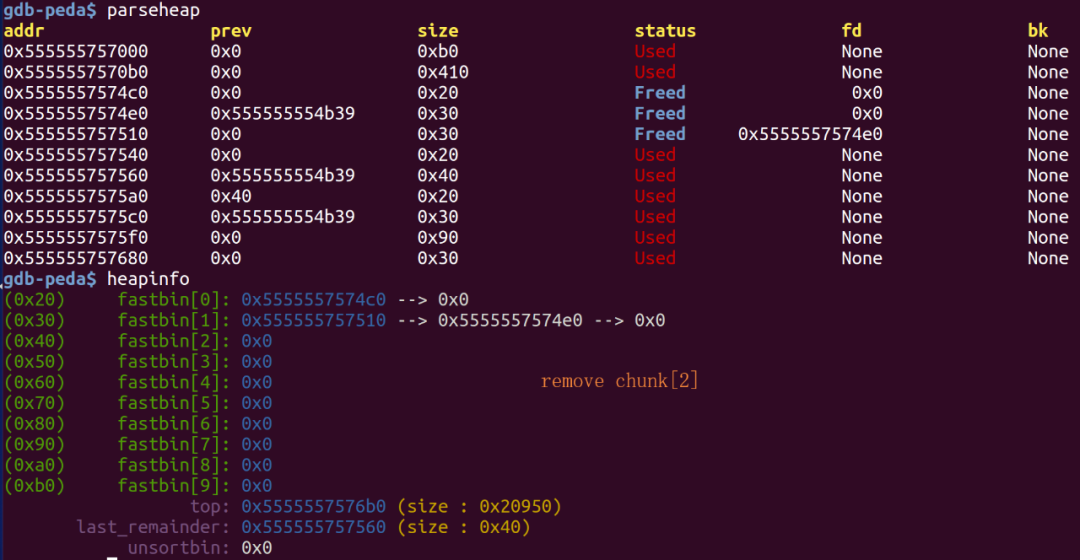 gdb-peda$ parseheap
addr prev size status fd bk
0x555555757000 0x0 0xb0 Used None None
0x5555557570b0 0x0 0x410 Used None None
0x5555557574c0 0x0 0x20 Freed 0x0 None
0x5555557574e0 0x555555554b39 0x30 Freed 0x0 None
0x555555757510 0x0 0x30 Freed 0x5555557574e0 None
0x555555757540 0x0 0x20 Used None None
0x555555757560 0x555555554b39 0x40 Used None None
0x5555557575a0 0x40 0x20 Used None None
0x5555557575c0 0x555555554b39 0x30 Used None None
0x5555557575f0 0x0 0x90 Used None None
0x555555757680 0x0 0x30 Used None None
gdb-peda$ heapinfo
(0x20) fastbin[0]: 0x5555557574c0 --> 0x0
(0x30) fastbin[1]: 0x555555757510 --> 0x5555557574e0 --> 0x0
(0x40) fastbin[2]: 0x0
(0x50) fastbin[3]: 0x0
(0x60) fastbin[4]: 0x0 remove chunk[2]
(0x70) fastbin[5]: 0x0
(0x80) fastbin[6]: 0x0
(0x90) fastbin[7]: 0x0
(0xa0) fastbin[8]: 0x0
(0xb0) fastbin[9]: 0x0
top: 0x5555557576b0 (size : 0x20950)
last_remainder: 0x555555757560 (size : 0x40)
unsortbin: 0x0